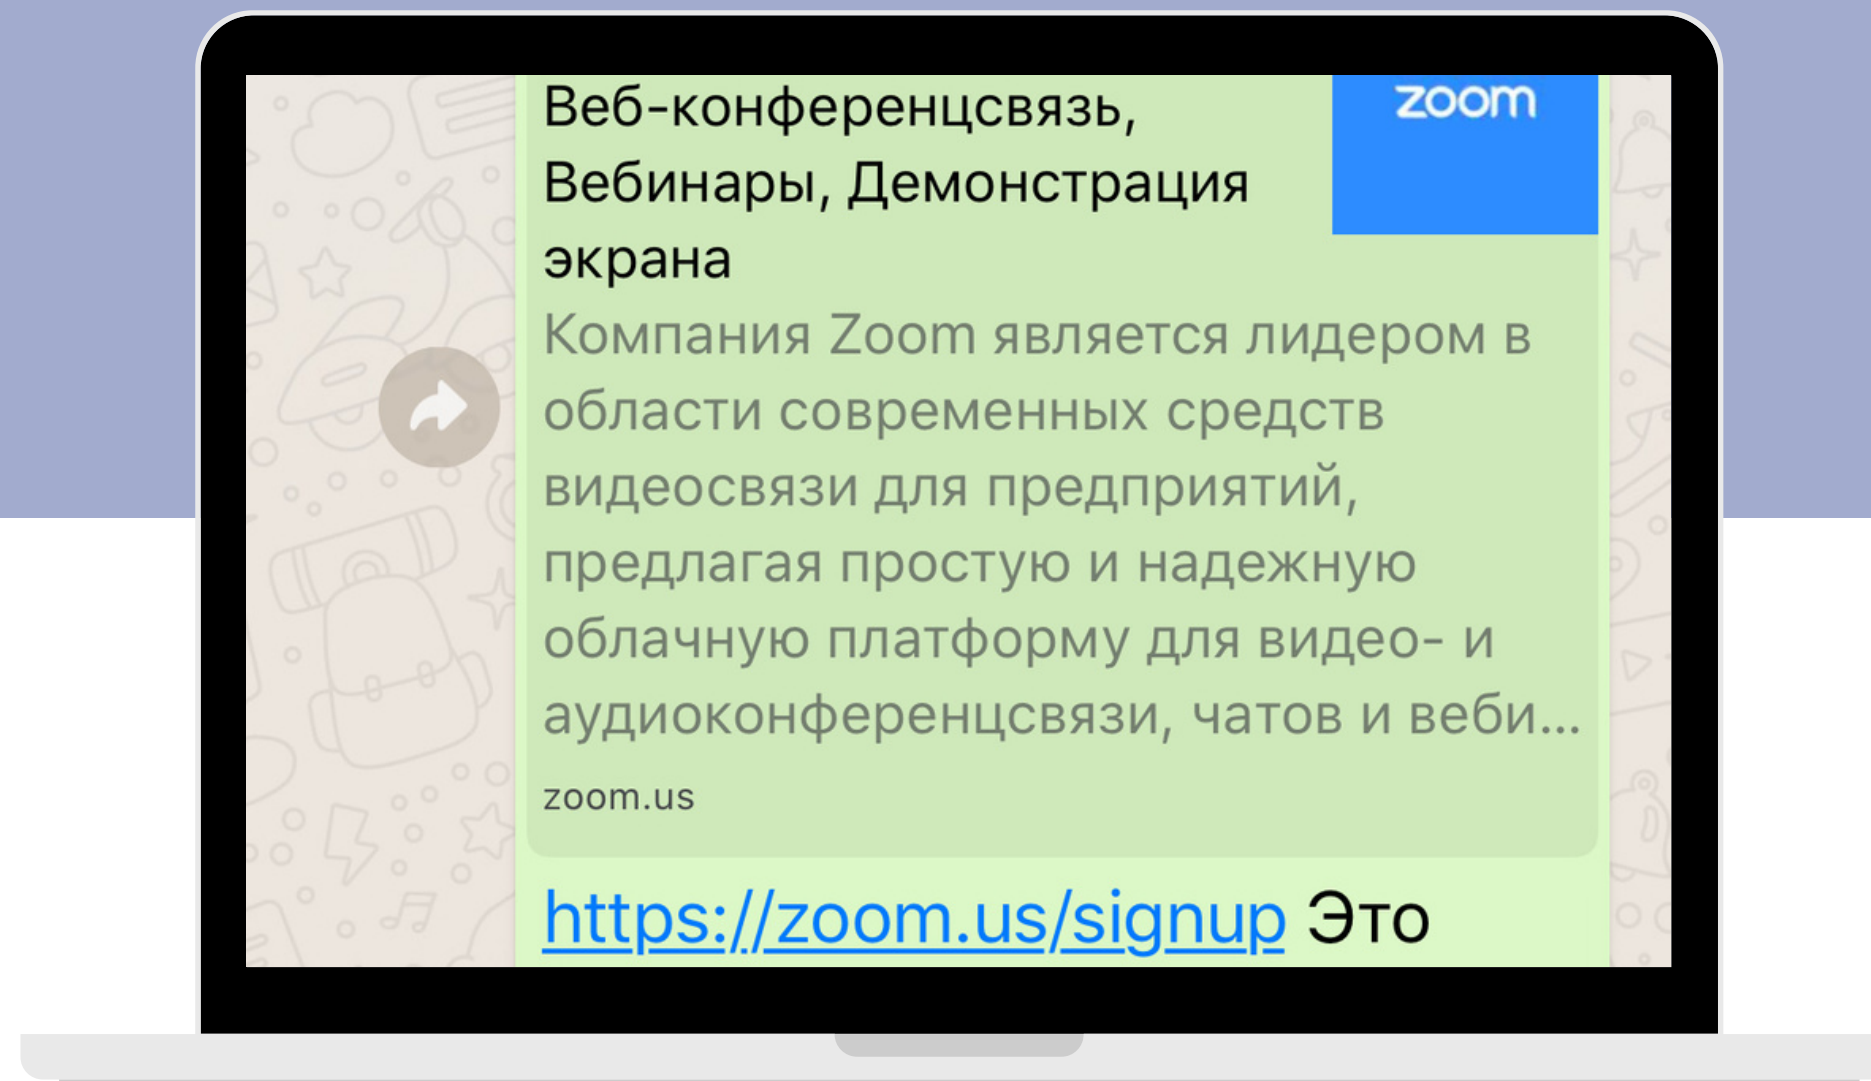 Веб-конференцсвязь,
zoom
Вебинары, Демонстрация
экрана
Компания Zoom является лидером в
области современных средств
видеосвязи для предприятий,
предлагая простую и надежную
облачную платформу для видео- и
аудиоконференцсвязи, чатов и веби...
zoom.us
https://zoom.us/signup Это